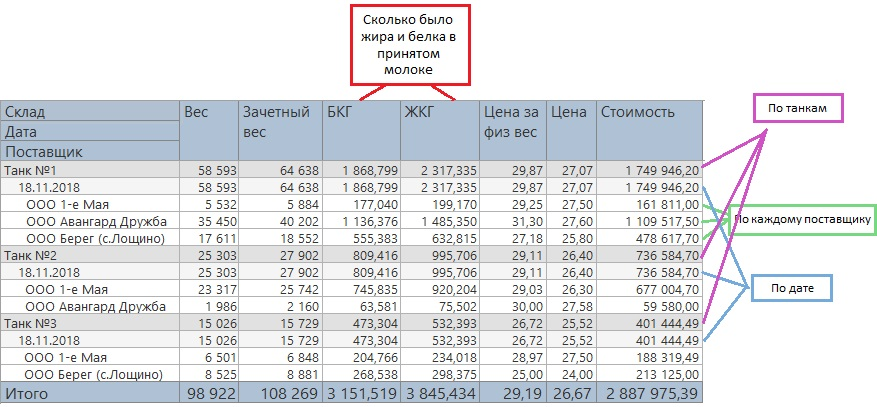 Сколько было
жира и белка в
принятом
молоке
По танкам
По каждому поставщику
По дате
Склад Вес Зачетный вес БКГ ЖКГ Цена за физ вес Цена Стоимость
Дата
Поставщик
Танк №1 58 593 64 638 1 868,799 2 317,335 29,87 27,07 1 749 946,20
18.11.2018 58 593 64 638 1 868,799 2 317,335 29,87 27,07 1 749 946,20
ООО 1-е Мая 5 532 5 884 177,040 199,170 29,25 27,50 161 811,00
ООО Авангард Дружба 35 450 40 202 1 136,376 1 485,350 31,30 27,60 1 109 517,50
ООО Берег (с.Лощино) 17 611 18 552 555,383 632,815 27,18 25,80 478 617,70
Танк №2 25 303 27 902 809,416 995,706 29,11 26,40 736 584,70
18.11.2018 25 303 27 902 809,416 995,706 29,11 26,40 736 584,70
ООО 1-е Мая 23 317 25 742 745,835 920,204 29,03 26,30 677 004,70
ООО Авангард Дружба 1 986 2 160 63,581 75,502 30,00 27,58 59 580,00
Танк №3 15 026 15 729 473,304 532,393 26,72 25,52 401 444,49
18.11.2018 15 026 15 729 473,304 532,393 26,72 25,52 401 444,49
ООО 1-е Мая 6 501 6 848 204,766 234,018 28,97 27,50 188 319,49
ООО Берег (с.Лощино) 8 525 8 881 268,538 298,375 25,00 24,00 213 125,00
Итого 98 922 108 269 3 151,519 3 845,434 29,19 26,67 2 887 975,39